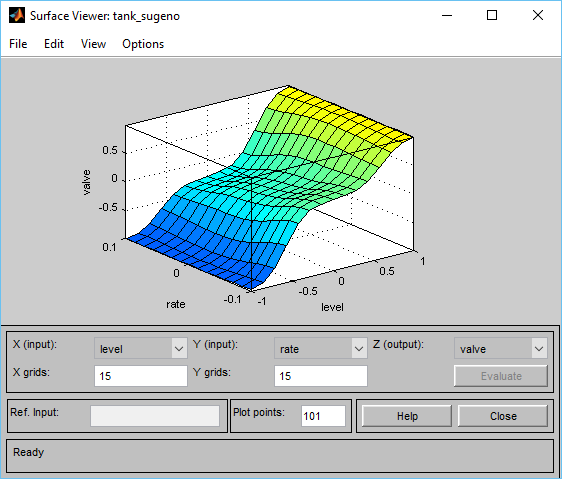 Surface Viewer: tank_sugeno
File Edit View Options
0.5
0
-0.5
valve
0.1
0
-0.1
rate
-1
-0.5
0
0.5
1
level
X (input): level Y (input): rate Z (output): valve
X grids: 15 Y grids: 15 Evaluate
Ref. Input: Plot points: 101 Help Close
Ready